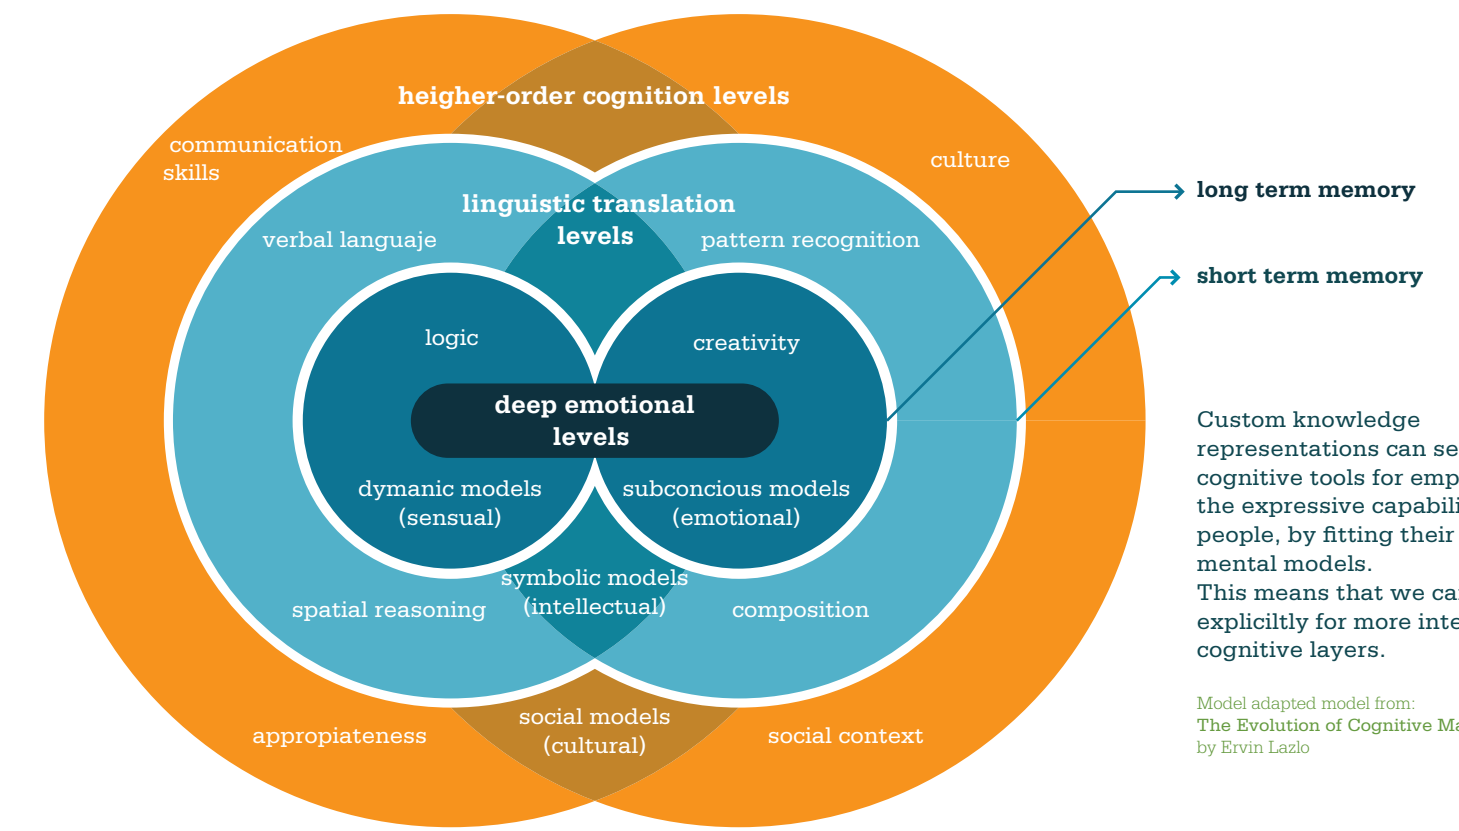 heigher-order cognition levels
communication
skills
culture
linguistic translation
levels
verbal languaje
pattern recognition
logic
creativity
deep emotional
levels
dymanic models
(sensual)
subconcious models
(emotional)
symbolic models
(intellectual)
spatial reasoning
composition
social models
(cultural)
appropiateness
social context
long term memory
short term memory
Custom knowledge
representations can se
cognitive tools for emp
the expressive capabili
people, by fitting their
mental models.
This means that we ca
expliciltly for more inte
cognitive layers.
Model adapted model from:
The Evolution of Cognitive Ma
by Ervin Lazlo